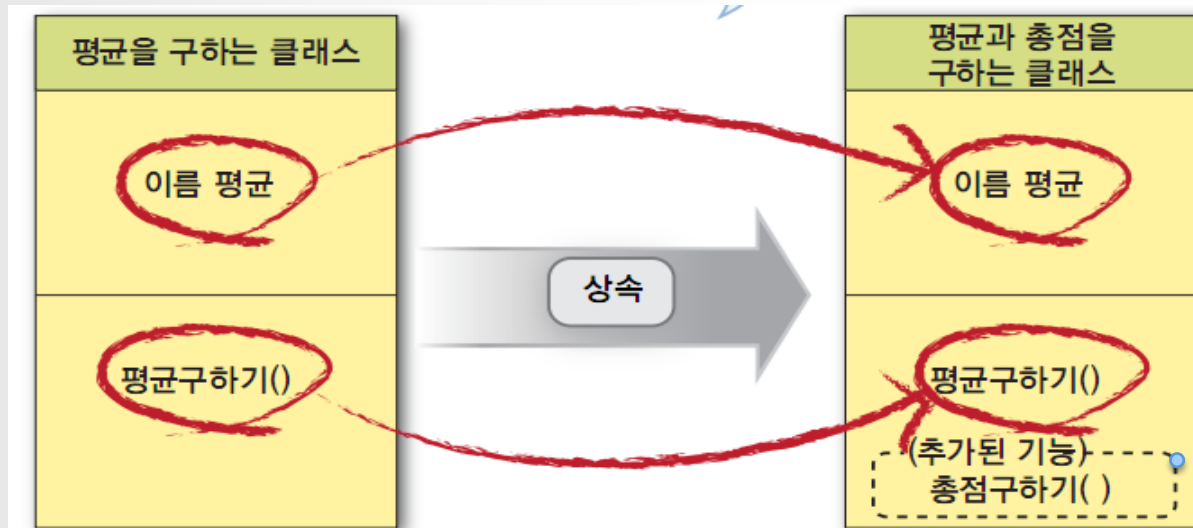 평균을 구하는 클래스
이름 평균
평균구하기()
상속
평균과 총점을
구하는 클래스
이름 평균
평균구하기()
(추가된 기능)
총점구하기( )